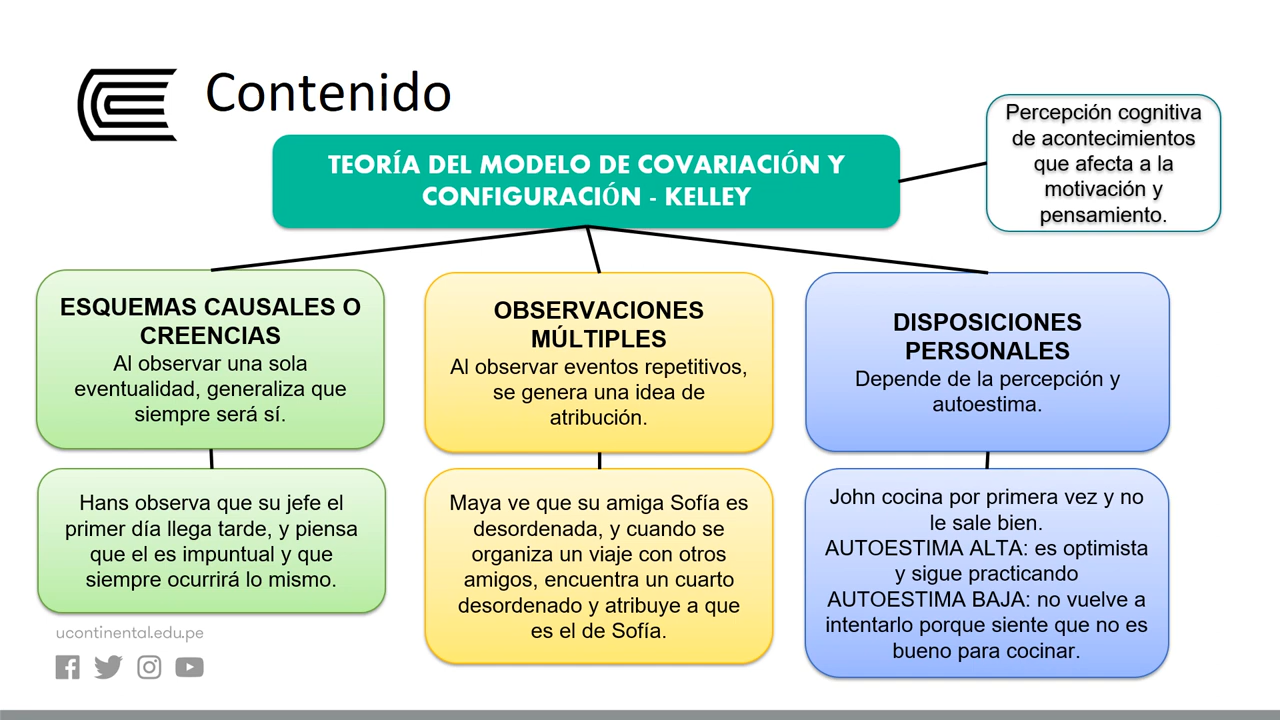 Contenido
Percepción cognitiva
de acontecimientos
que afecta a la
motivación y
pensamiento.
TEORÍA DEL MODELO DE COVARIACIÓN Y
CONFIGURACIÓN - KELLEY
ESQUEMAS CAUSALES O
CREENCIAS
Al observar una sola
eventualidad, generaliza que
siempre será sí.
OBSERVACIONES
MÚLTIPLES
Al observar eventos repetitivos,
se genera una idea de
atribución.
DISPOSICIONES
PERSONALES
Depende de la percepción y
autoestima.
Hans observa que su jefe el
primer día llega tarde, y piensa
que el es impuntual y que
siempre ocurrirá lo mismo.
Maya ve que su amiga Sofía es
desordenada, y cuando se
organiza un viaje con otros
amigos, encuentra un cuarto
desordenado y atribuye a que
es el de Sofía.
John cocina por primera vez y no
le sale bien.
AUTOESTIMA ALTA: es optimista
y sigue practicando
AUTOESTIMA BAJA: no vuelve a
intentarlo porque siente que no es
bueno para cocinar.
ucontinental.edu.pe